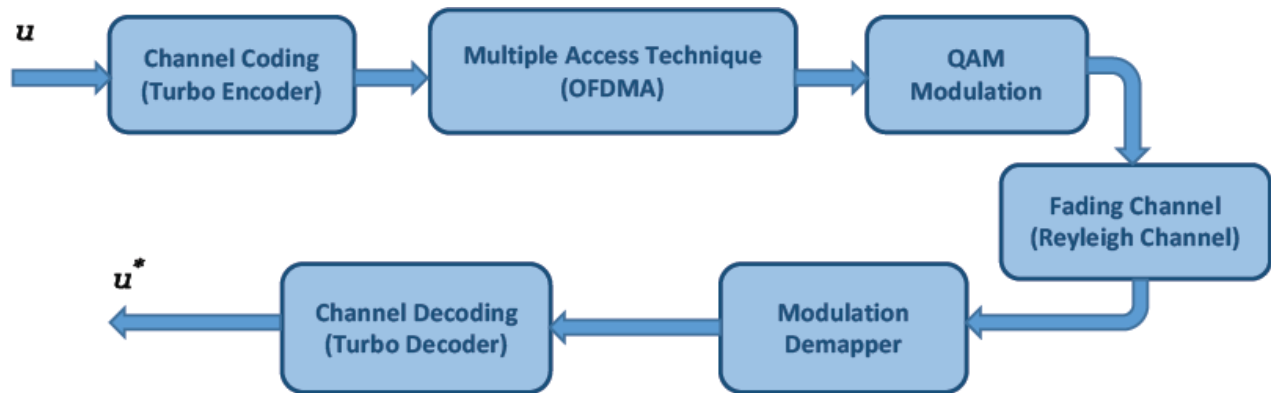 u
Channel Coding
(Turbo Encoder)
Multiple Access Technique
(OFDMA)
QAM
Modulation
Fading Channel
(Reyleigh Channel)
Modulation
Demapper
Channel Decoding
(Turbo Decoder)
u*